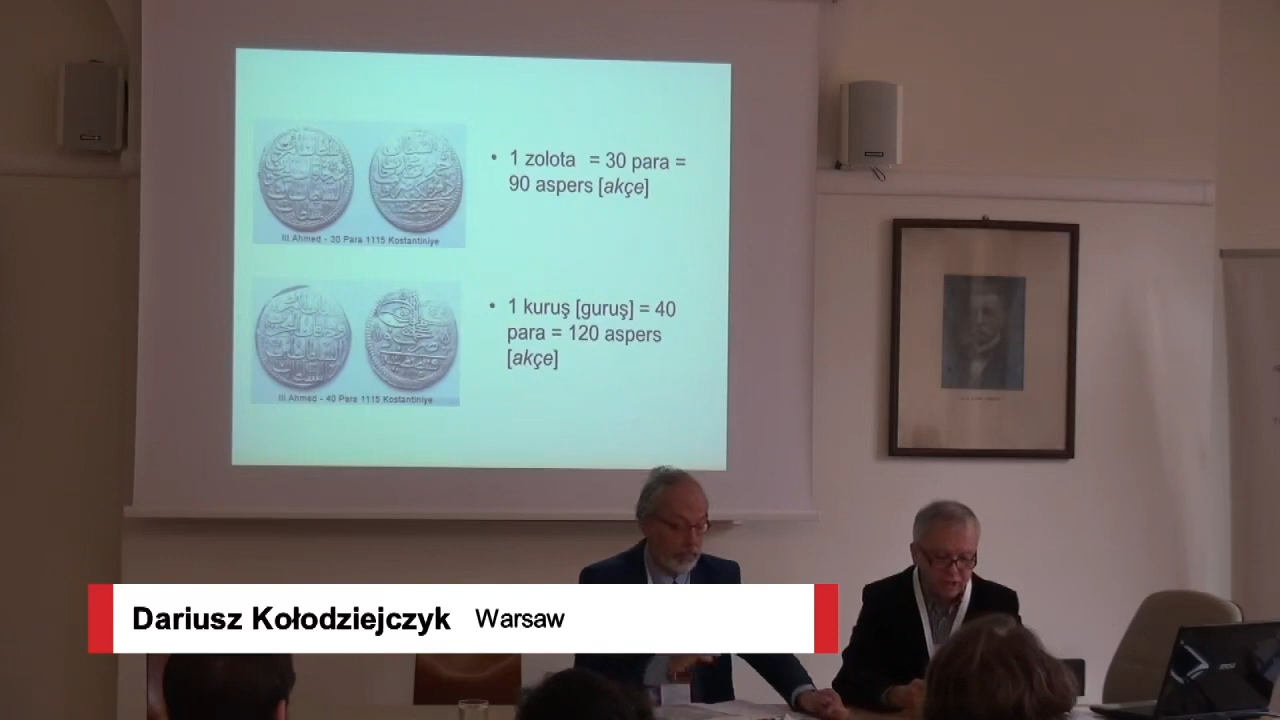 • 1 zolota = 30 para =
90 aspers [akçe]
III Ahmed - 30 Para 1115 Kostantiniye
• 1 kuruş [guruş] = 40
para = 120 aspers
[akçe]
III Ahmed - 40 Para 1115 Kostantiniye
Dariusz Kołodziejczyk Warsaw
msi